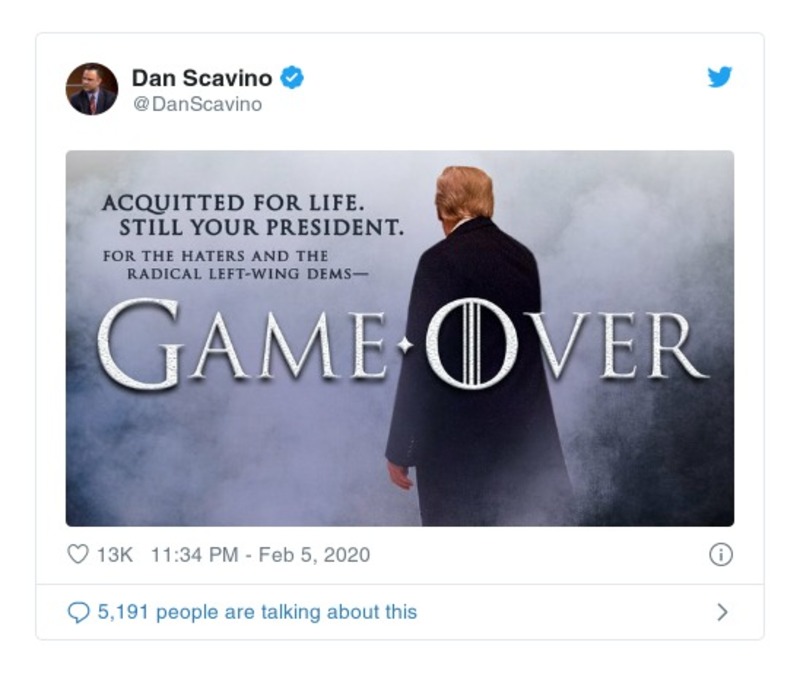 Dan Scavino
@DanScavino
ACQUITTED FOR LIFE.
STILL YOUR PRESIDENT.
FOR THE HATERS AND THE
RADICAL LEFT-WING DEMS—
GAME OVER
13K 11:34 PM - Feb 5, 2020
5,191 people are talking about this